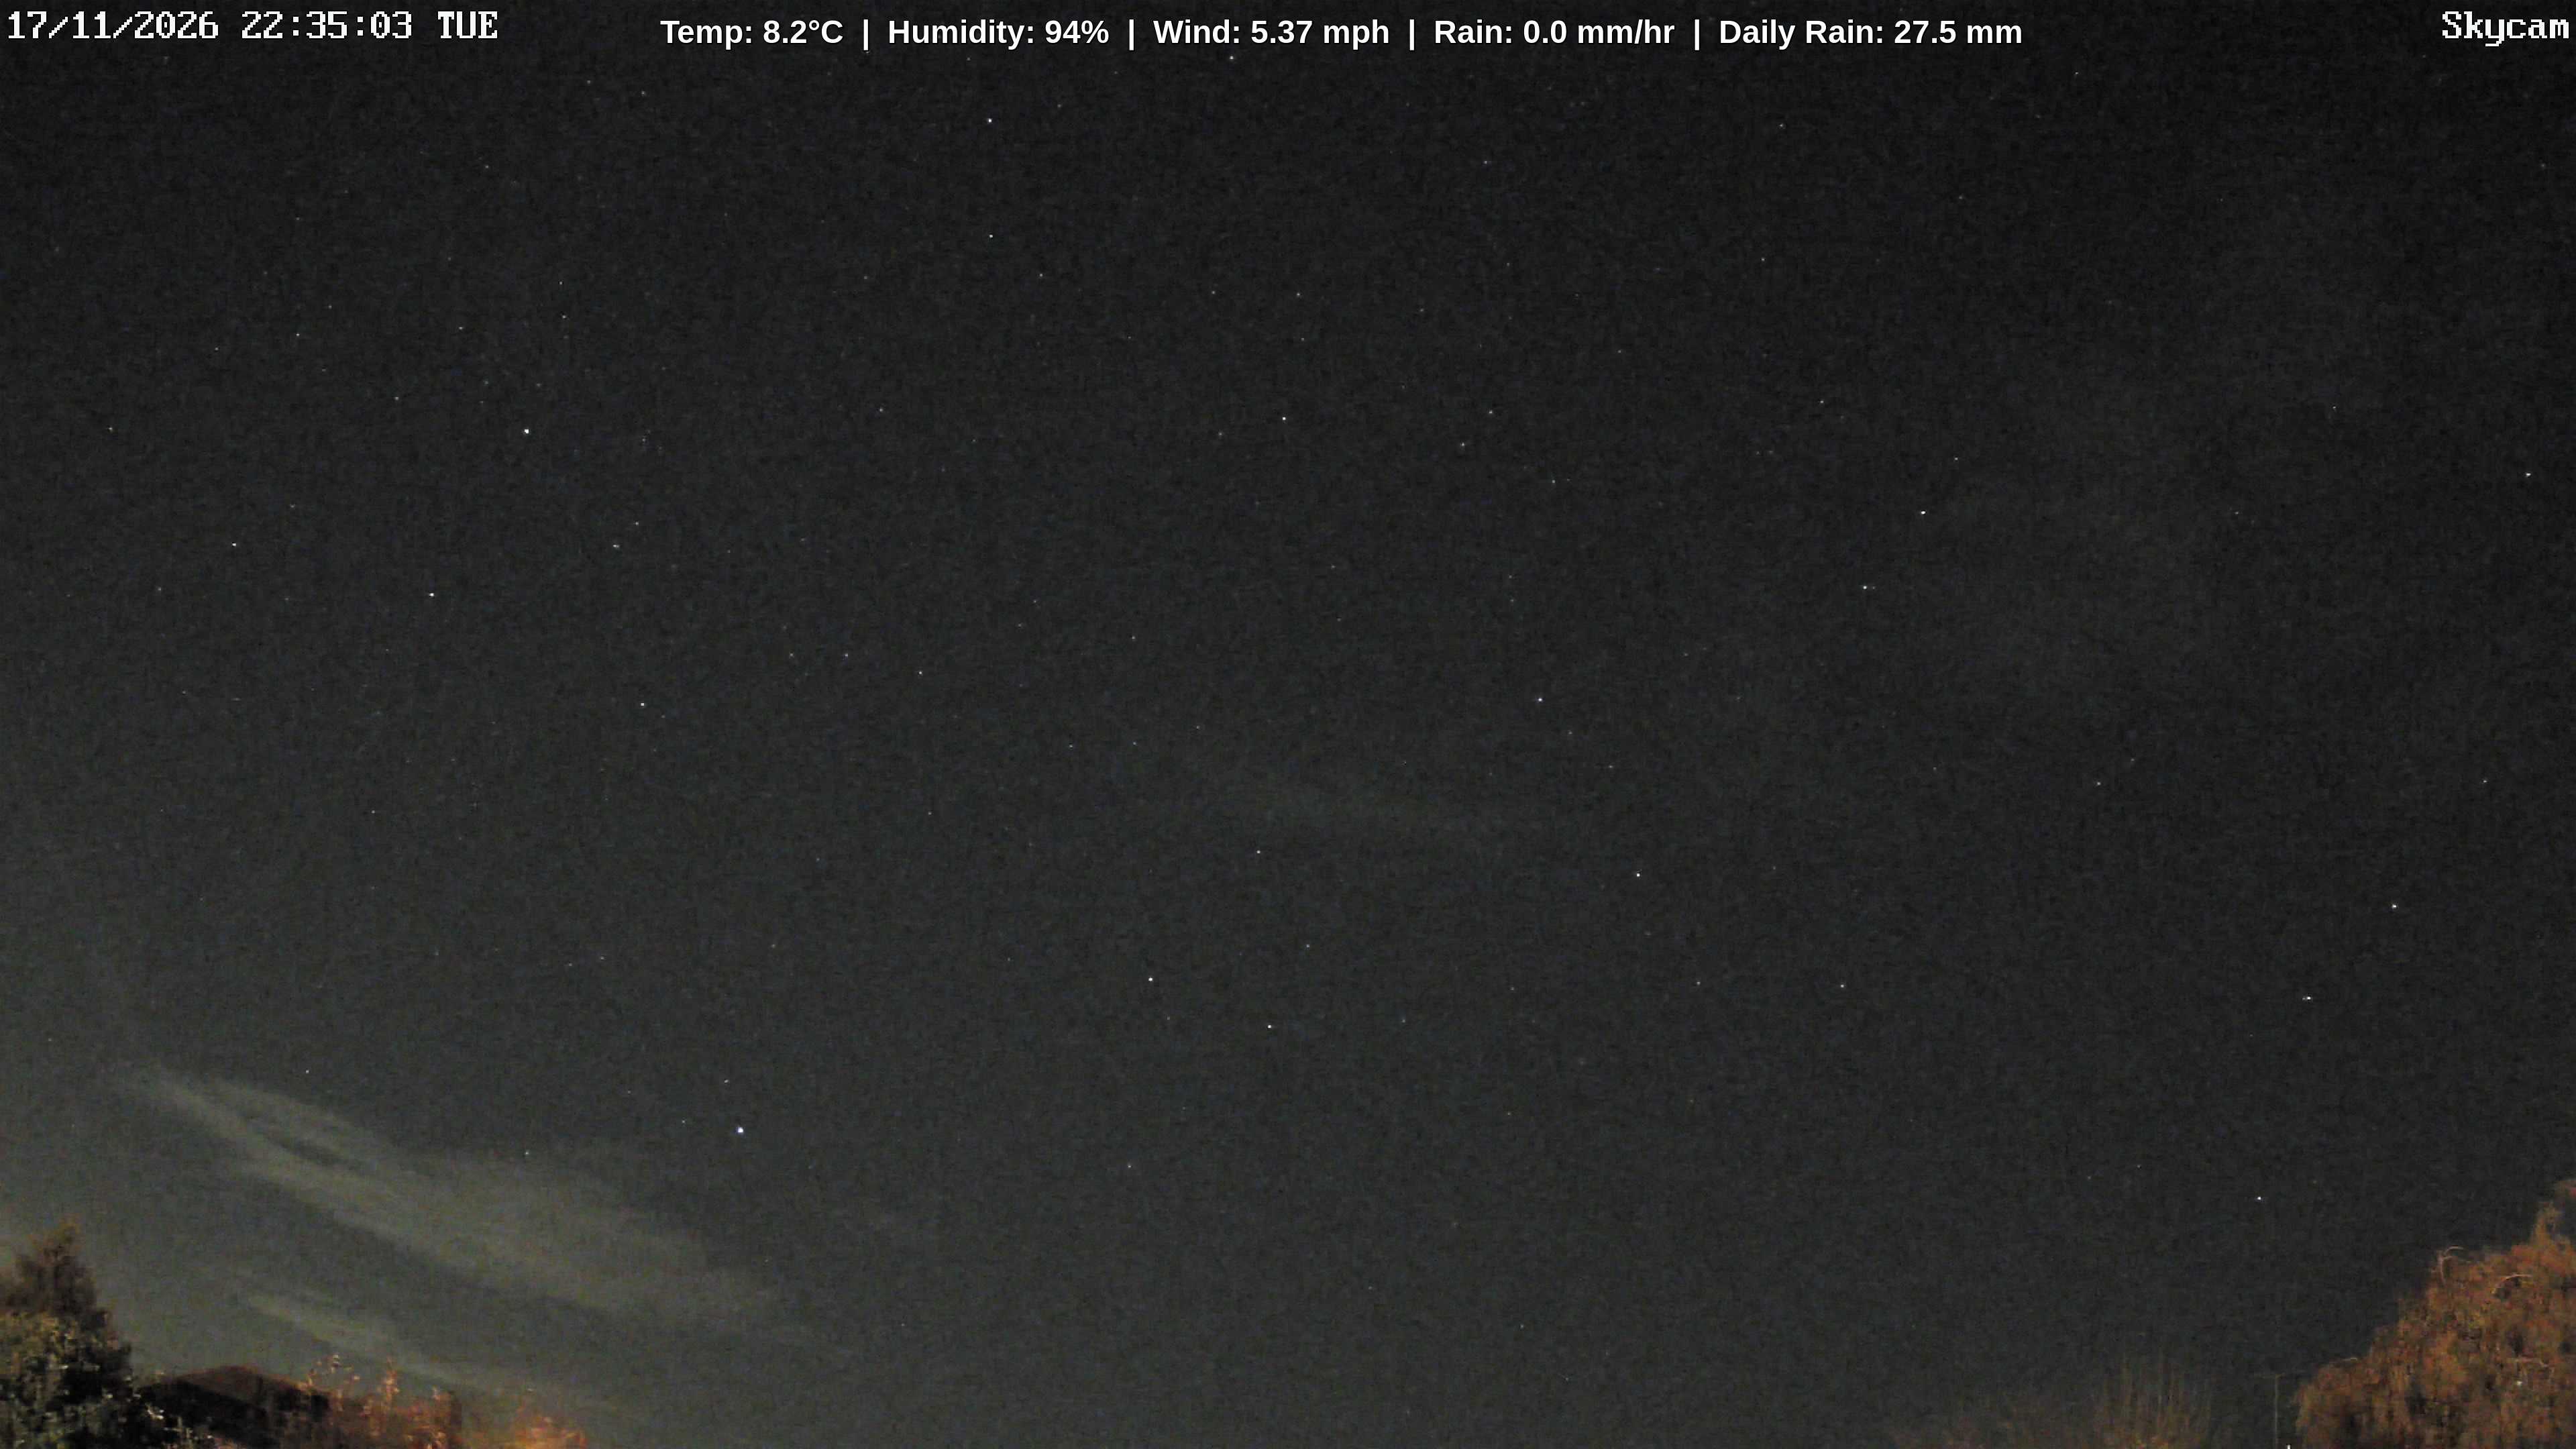 17/11/2026 22:35:03 TUE
Temp: 8.2°C | Humidity: 94% | Wind: 5.37 mph | Rain: 0.0 mm/hr | Daily Rain: 27.5 mm
Skycam